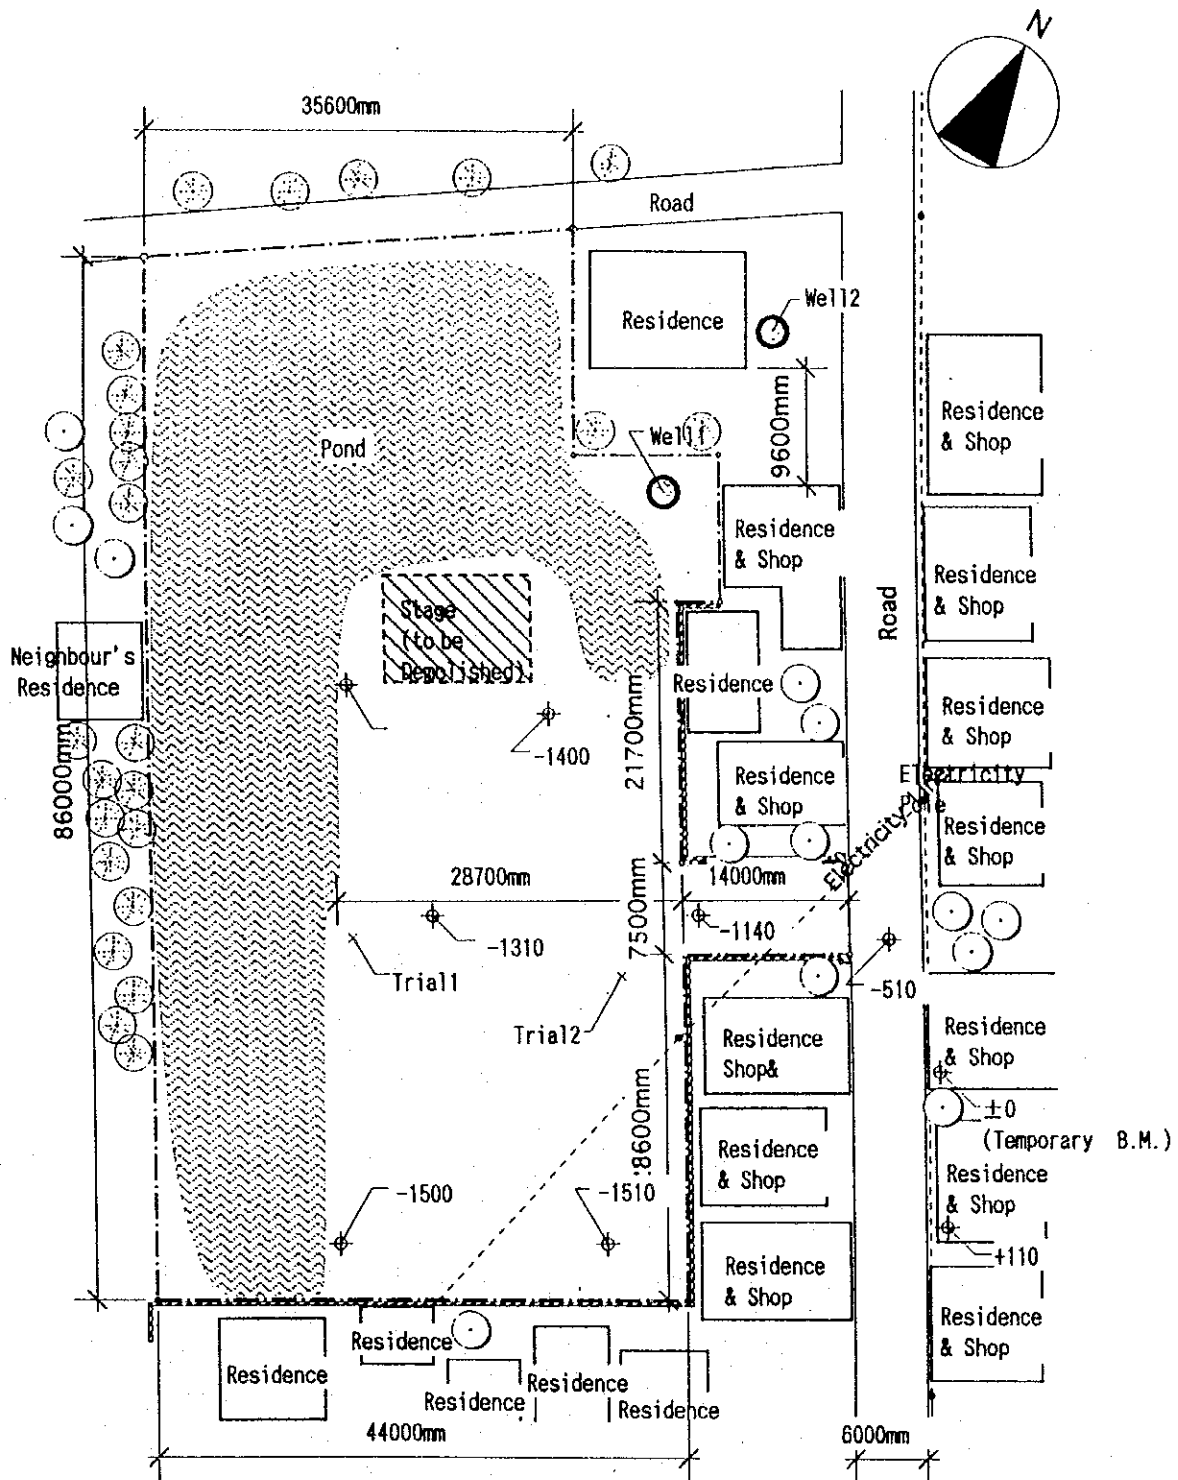 N
35600mm
Road
Well2
Residence
Residence
& Shop
9600mm
Pond
Well1
Residence
& Shop
Residence
& Shop
Road
Stage
(to be
Demolished)
Neighbour's
Residence
Residence
Residence
& Shop
21700mm
-1400
Residence
& Shop
Electricity
Pole
86000mm
Electricity
Residence
& Shop
28700mm
14000mm
7500mm
-1310
-1140
Trial1
-510
Trial2
Residence
Shop&
Residence
& Shop
±0
(Temporary B.M.)
8600mm
Residence
& Shop
Residence
& Shop
-1500
-1510
+110
Residence
& Shop
Residence
& Shop
Residence
Residence
Residence
Residence
Residence
44000mm
6000mm